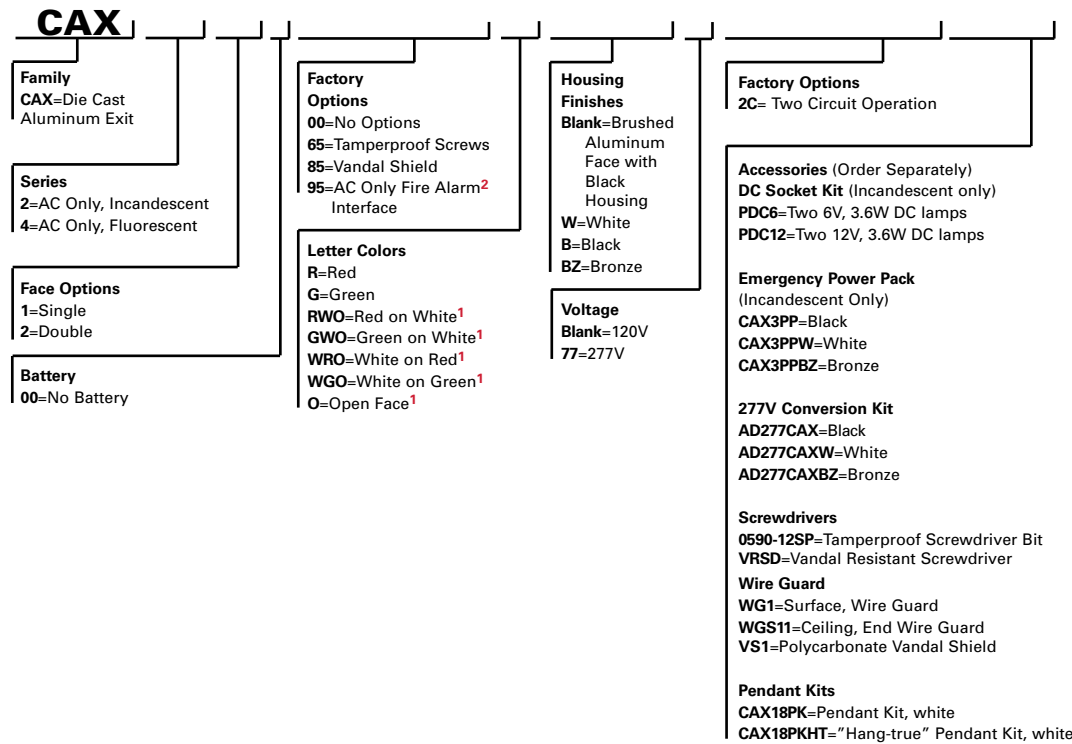 CAX
Family
CAX=Die Cast
Aluminum Exit
Series
2=AC Only, Incandescent
4=AC Only, Fluorescent
Face Options
1=Single
2=Double
Battery
00=No Battery
Factory
Options
00=No Options
65=Tamperproof Screws
85=Vandal Shield
95=AC Only Fire Alarm2
Interface
Letter Colors
R=Red
G=Green
RWO=Red on White1
GWO=Green on White1
WRO=White on Red1
WGO=White on Green1
O=Open Face1
Housing
Finishes
Blank=Brushed
Aluminum
Face with
Black
Housing
W=White
B=Black
BZ=Bronze
Voltage
Blank=120V
77=277V
Factory Options
2C= Two Circuit Operation
Accessories (Order Separately)
DC Socket Kit (Incandescent only)
PDC6=Two 6V, 3.6W DC lamps
PDC12=Two 12V, 3.6W DC lamps
Emergency Power Pack
(Incandescent Only)
CAX3PP=Black
CAX3PPW=White
CAX3PPBZ=Bronze
277V Conversion Kit
AD277CAX=Black
AD277CAXW=White
AD277CAXBZ=Bronze
Screwdrivers
0590-12SP=Tamperproof Screwdriver Bit
VRSD=Vandal Resistant Screwdriver
Wire Guard
WG1=Surface, Wire Guard
WGS11=Ceiling, End Wire Guard
VS1=Polycarbonate Vandal Shield
Pendant Kits
CAX18PK=Pendant Kit, white
CAX18PKHT=”Hang-true” Pendant Kit, white